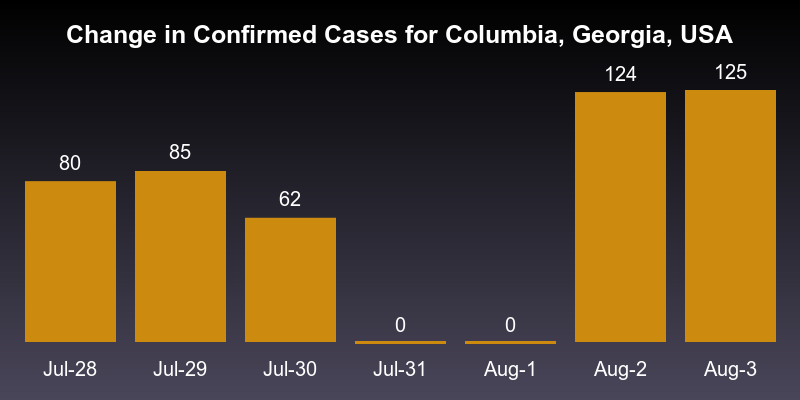 Change in Confirmed Cases for Columbia, Georgia, USA
80 85 62 0 0 124 125
Jul-28 Jul-29 Jul-30 Jul-31 Aug-1 Aug-2 Aug-3